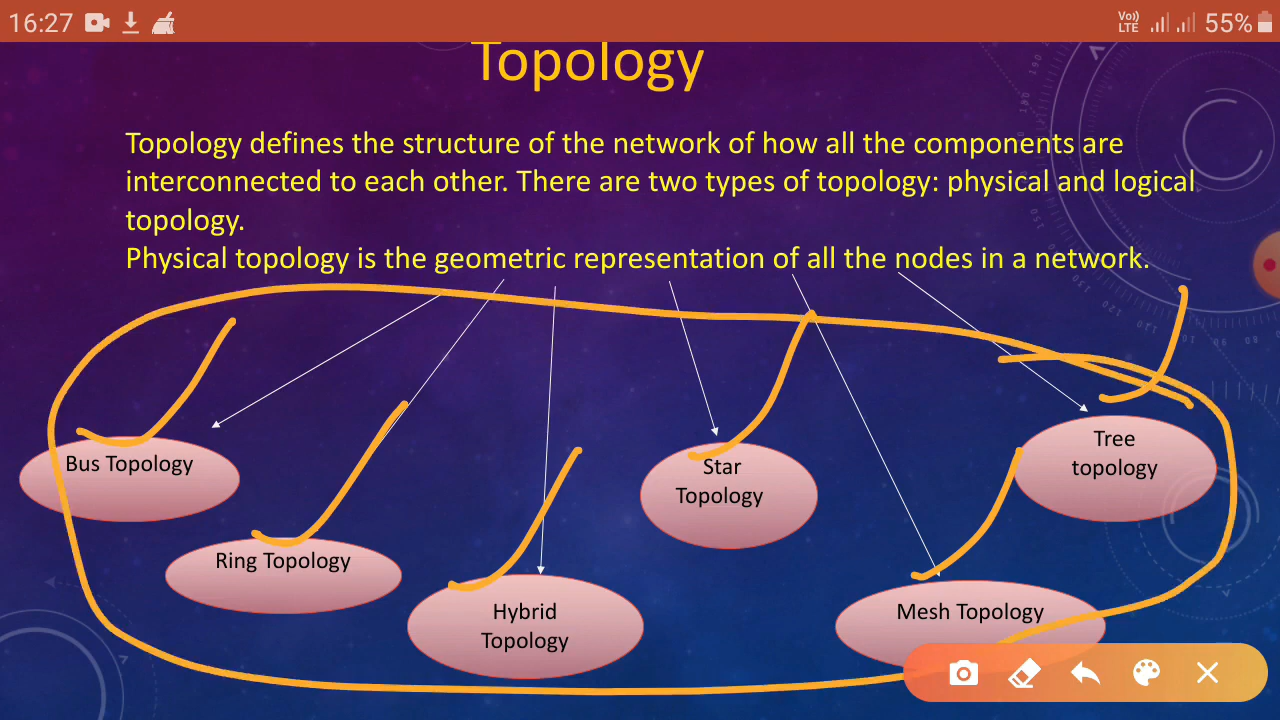 16:27
Vo)) LTE 55%
Topology
Topology defines the structure of the network of how all the components are
interconnected to each other. There are two types of topology: physical and logical
topology.
Physical topology is the geometric representation of all the nodes in a network.
Bus Topology
Ring Topology
Hybrid
Topology
Star
Topology
Mesh Topology
Tree
topology